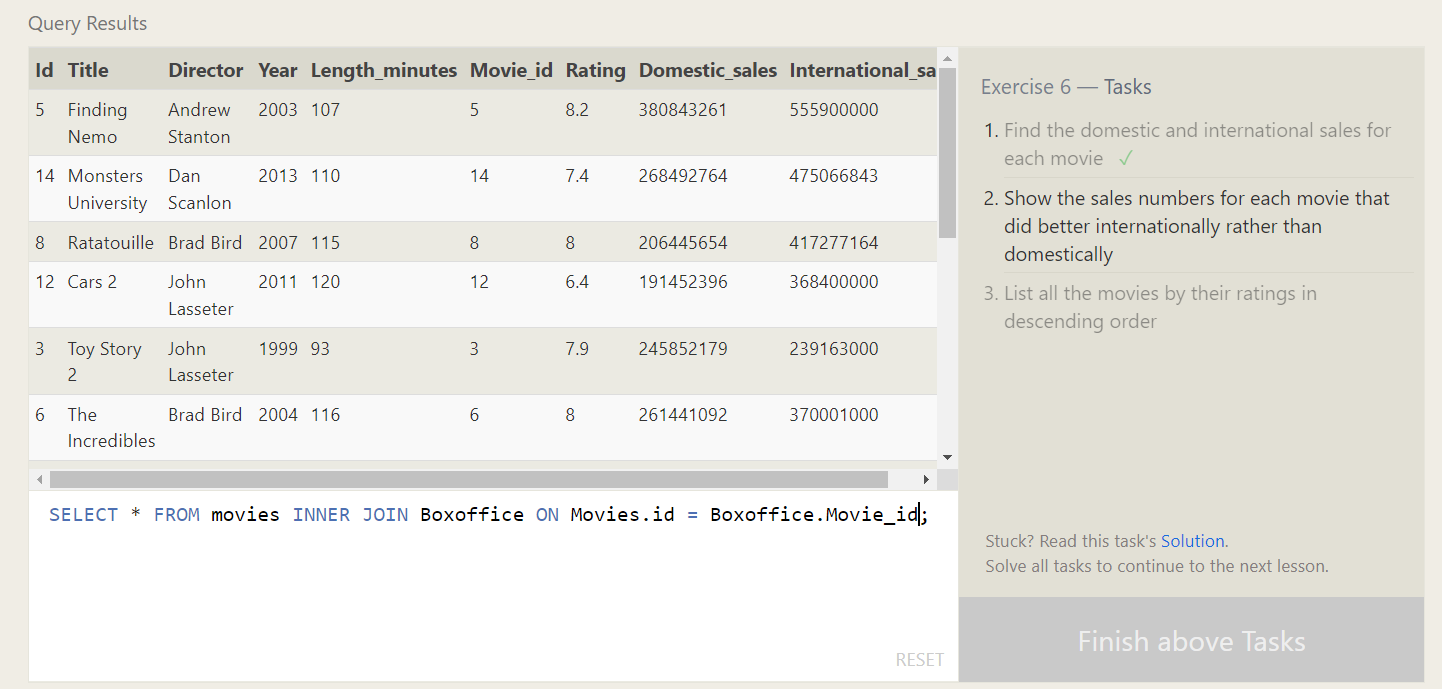 Query Results
Id Title Director Year Length_minutes Movie_id Rating Domestic_sales International_sa
5 Finding Nemo Andrew Stanton 2003 107 5 8.2 380843261 555900000
14 Monsters University Dan Scanlon 2013 110 14 7.4 268492764 475066843
8 Ratatouille Brad Bird 2007 115 8 8 206445654 417277164
12 Cars 2 John Lasseter 2011 120 12 6.4 191452396 368400000
3 Toy Story 2 John Lasseter 1999 93 3 7.9 245852179 239163000
6 The Incredibles Brad Bird 2004 116 6 8 261441092 370001000
SELECT * FROM movies INNER JOIN Boxoffice ON Movies.id = Boxoffice.Movie_id;
RESET
Exercise 6 — Tasks
1. Find the domestic and international sales for
each movie ✓
2. Show the sales numbers for each movie that
did better internationally rather than
domestically
3. List all the movies by their ratings in
descending order
Stuck? Read this task's Solution.
Solve all tasks to continue to the next lesson.
Finish above Tasks